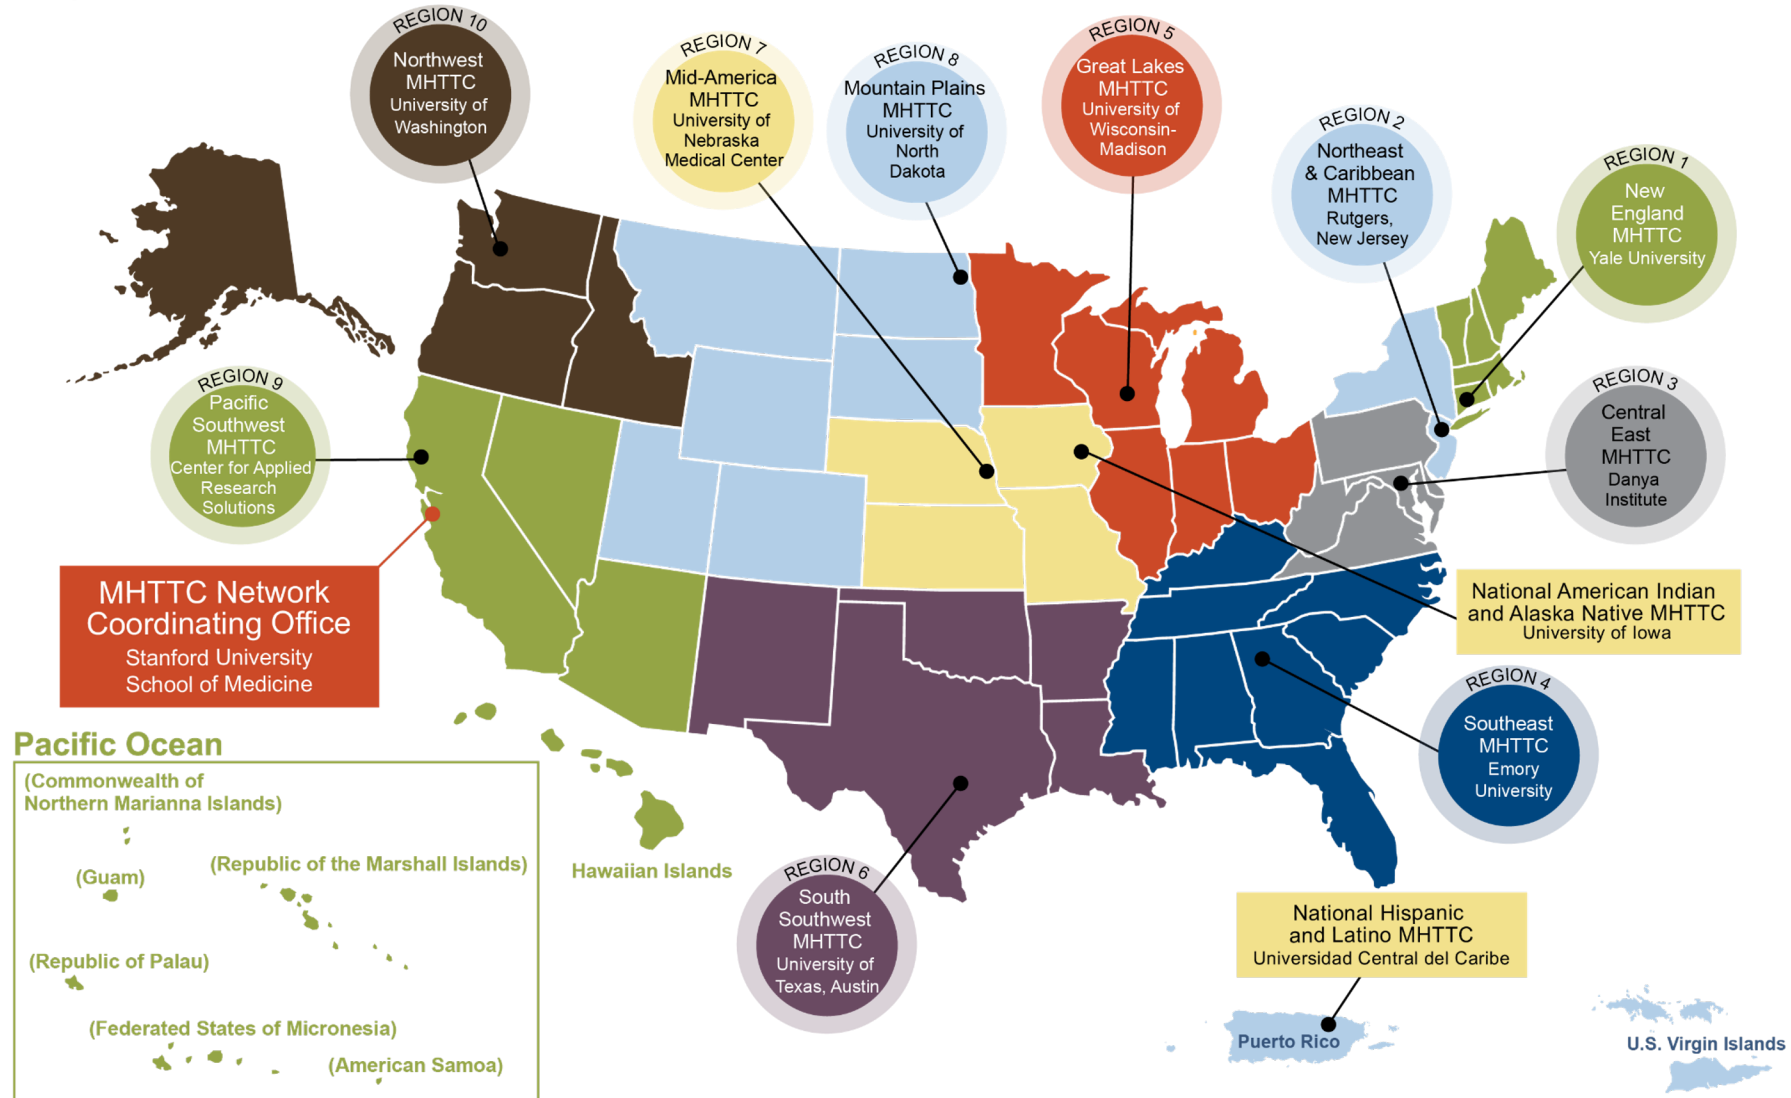 REGION 10
Northwest
MHTTC
University of
Washington
REGION 7
Mid-America
MHTTC
University of
Nebraska
Medical Center
REGION 8
Mountain Plains
MHTTC
University of
North
Dakota
REGION 5
Great Lakes
MHTTC
University of
Wisconsin-
Madison
REGION 2
Northeast
& Caribbean
MHTTC
Rutgers,
New Jersey
REGION 1
New
England
MHTTC
Yale University
REGION 9
Pacific
Southwest
MHTTC
Center for Applied
Research
Solutions
REGION 3
Central
East
MHTTC
Danya
Institute
MHTTC Network
Coordinating Office
Stanford University
School of Medicine
National American Indian
and Alaska Native MHTTC
University of Iowa
REGION 4
Southeast
MHTTC
Emory
University
Pacific Ocean
(Commonwealth of
Northern Marianna Islands)
(Guam)
(Republic of the Marshall Islands)
(Republic of Palau)
(Federated States of Micronesia)
(American Samoa)
Hawaiian Islands
REGION 6
South
Southwest
MHTTC
University of
Texas, Austin
National Hispanic
and Latino MHTTC
Universidad Central del Caribe
Puerto Rico
U.S. Virgin Islands